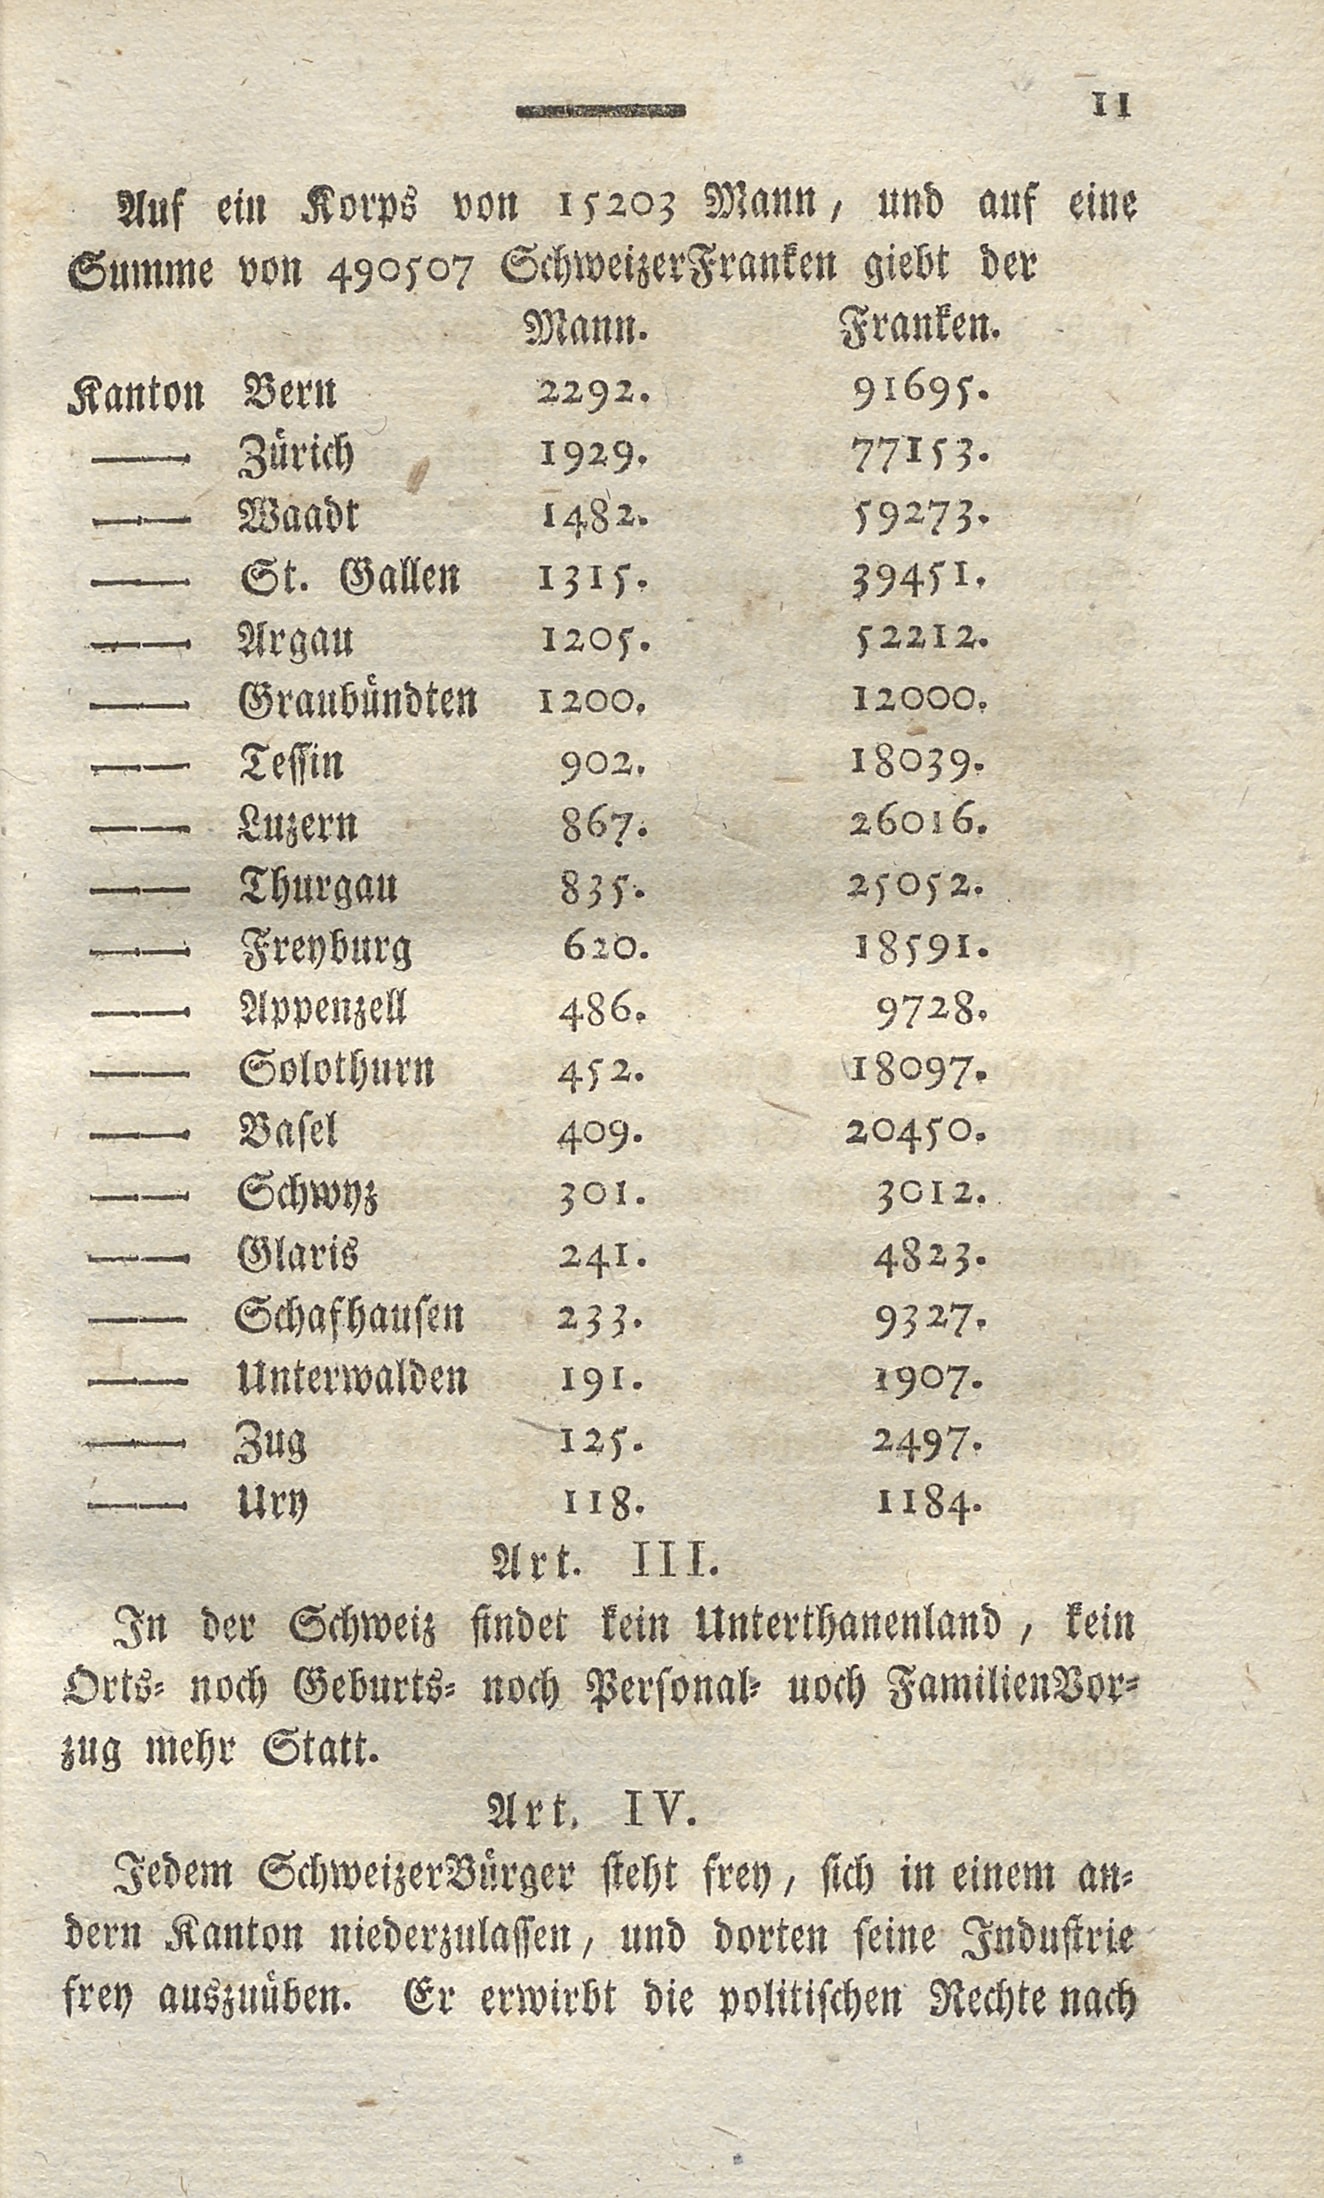 11
Auf ein Korps von 15203 Mann, und auf eine
Summe von 490507 SchweizerFranken giebt der
Mann. Franken.
Kanton Bern 2292. 91695.
— Zürich 1929. 77153.
— Waadt 1482. 59273.
— St. Gallen 1315. 39451.
— Argau 1205. 52212.
— Graubündten 1200. 12000.
— Tessin 902. 18039.
— Luzern 867. 26016.
— Thurgau 835. 25052.
— Freyburg 620. 18591.
— Appenzell 486. 9728.
— Solothurn 452. 18097.
— Basel 409. 20450.
— Schwyz 301. 3012.
— Glaris 241. 4823.
— Schafhausen 233. 9327.
— Unterwalden 191. 1907.
— Zug 125. 2497.
— Ury 118. 1184.
Art. III.
In der Schweiz findet kein Unterthanenland, kein
Orts- noch Geburts- noch Personal- uoch FamilienVor-
zug mehr Statt.
Art. IV.
Jedem SchweizerBürger steht frey, sich in einem an-
dern Kanton niederzulassen, und dorten seine Industrie
frey auszuüben. Er erwirbt die politischen Rechte nach